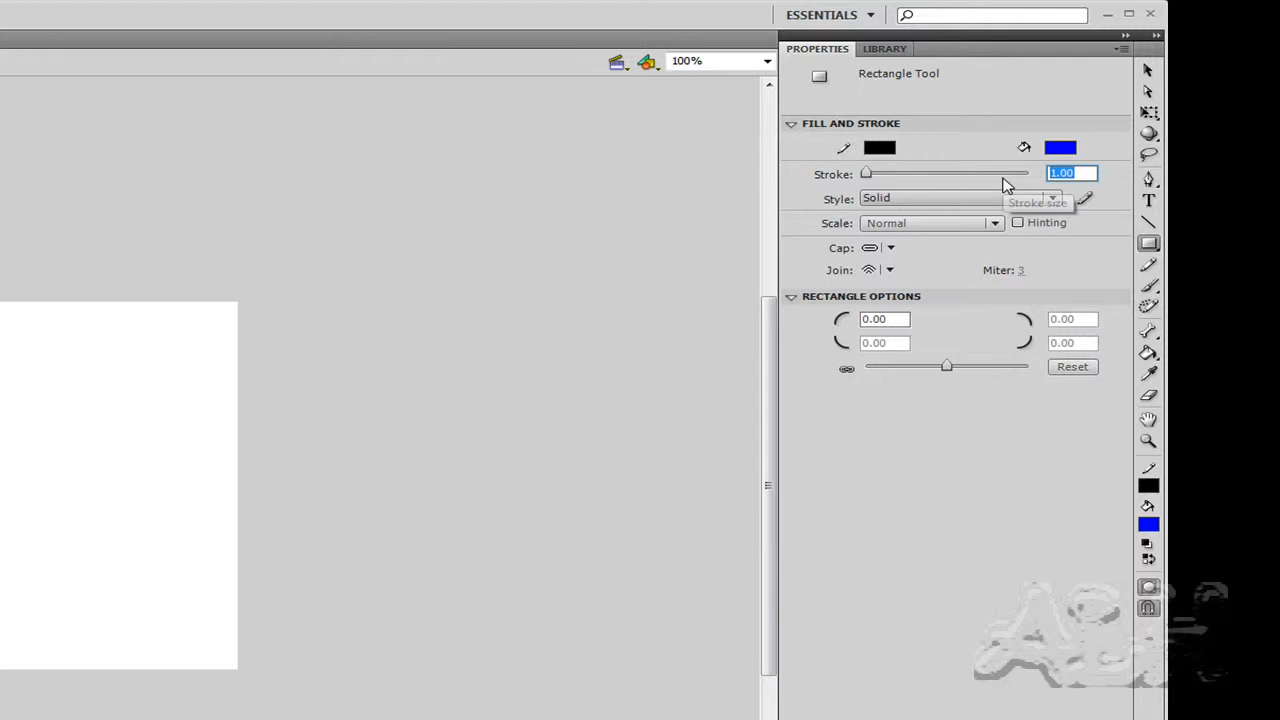 ESSENTIALS
PROPERTIES LIBRARY
100%
Rectangle Tool
FILL AND STROKE
Stroke: 1.00
Style: Solid
Stroke size
Scale: Normal Hinting
Cap:
Join: Miter: 3
RECTANGLE OPTIONS
0.00 0.00
0.00 0.00
Reset